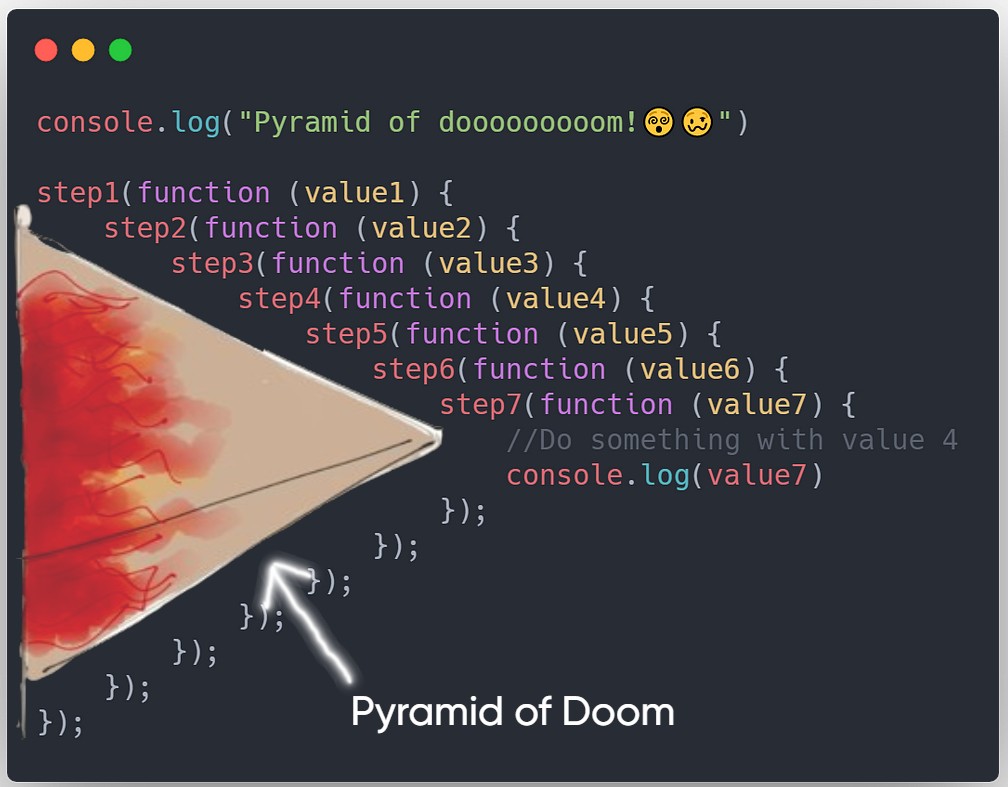 console.log("Pyramid of dooooooooom!😵‍💫🥴")
step1(function (value1) {
step2(function (value2) {
step3(function (value3) {
step4(function (value4) {
step5(function (value5) {
step6(function (value6) {
step7(function (value7) {
//Do something with value 4
console.log(value7)
});
});
});
});
});
});
});
Pyramid of Doom